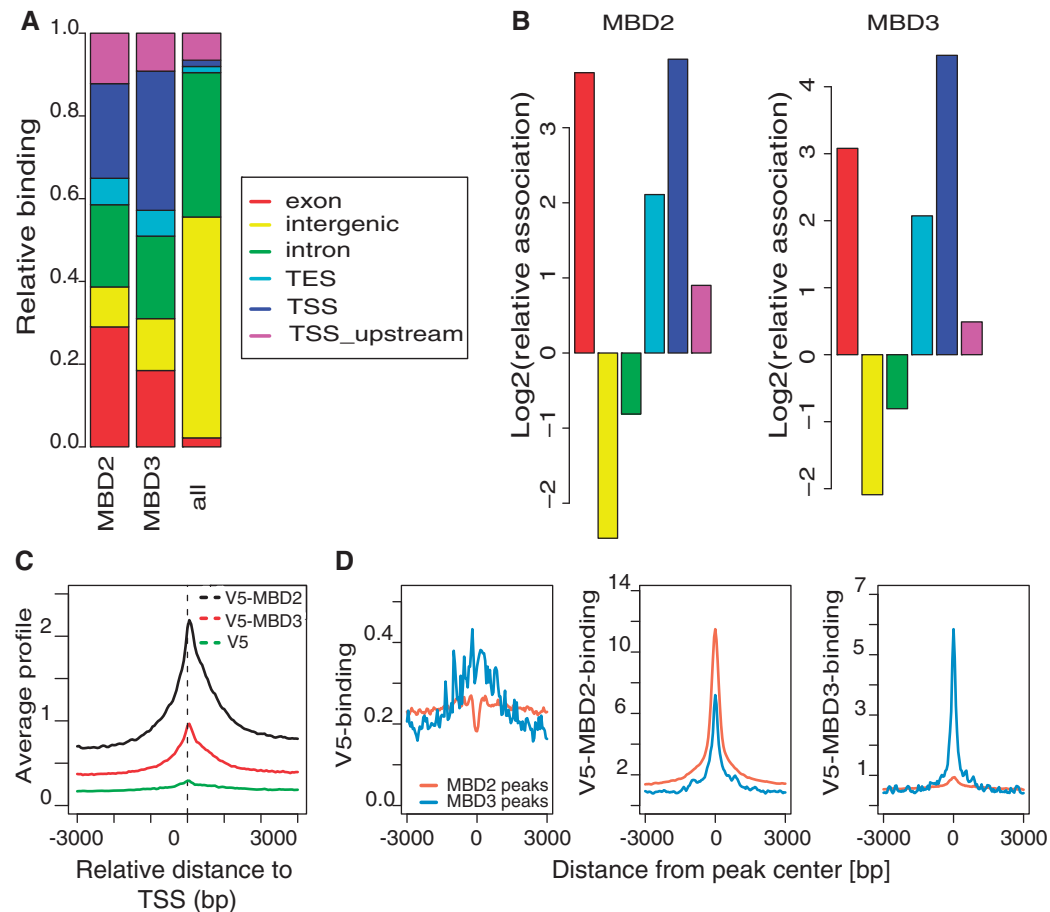 A
Relative binding
1.0
0.8
0.6
0.4
0.2
0.0
MBD2
MBD3
all
exon
intergenic
intron
TES
TSS
TSS_upstream
B
MBD2
Log2(relative association)
3
2
1
0
−1
−2
MBD3
Log2(relative association)
4
3
2
1
0
−1
−2
C
Average profile
2
1
0
V5-MBD2
V5-MBD3
V5
-3000
0
3000
Relative distance to
TSS (bp)
D
V5-binding
0.4
0.2
0.0
MBD2 peaks
MBD3 peaks
-3000
0
3000
V5-MBD2-binding
14
10
6
2
-3000
0
3000
V5-MBD3-binding
7
5
3
1
-3000
0
3000
Distance from peak center [bp]